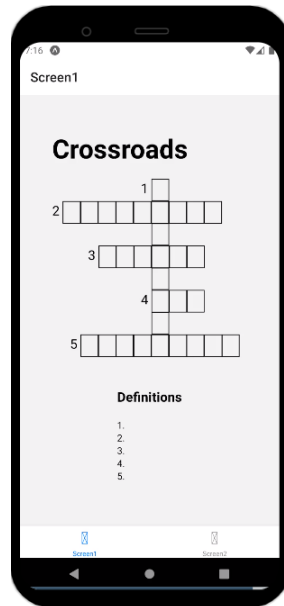 7:16
Screen1
Crossroads
1
2
3
4
5
Definitions
1.
2.
3.
4.
5.
Screen1 Screen2